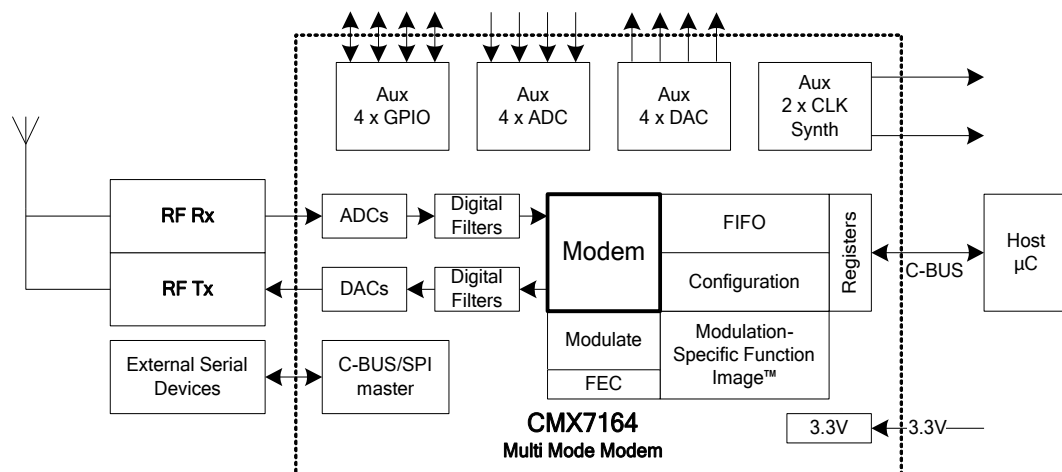 Aux
4 x GPIO
Aux
4 x ADC
Aux
4 x DAC
Aux
2 x CLK
Synth
RF Rx
ADCs
Digital
Filters
Modem
FIFO
Registers
C-BUS
Host
µC
RF Tx
DACs
Digital
Filters
Configuration
External Serial
Devices
C-BUS/SPI
master
Modulate
FEC
Modulation-
Specific Function
Image™
CMX7164
Multi Mode Modem
3.3V
3.3V